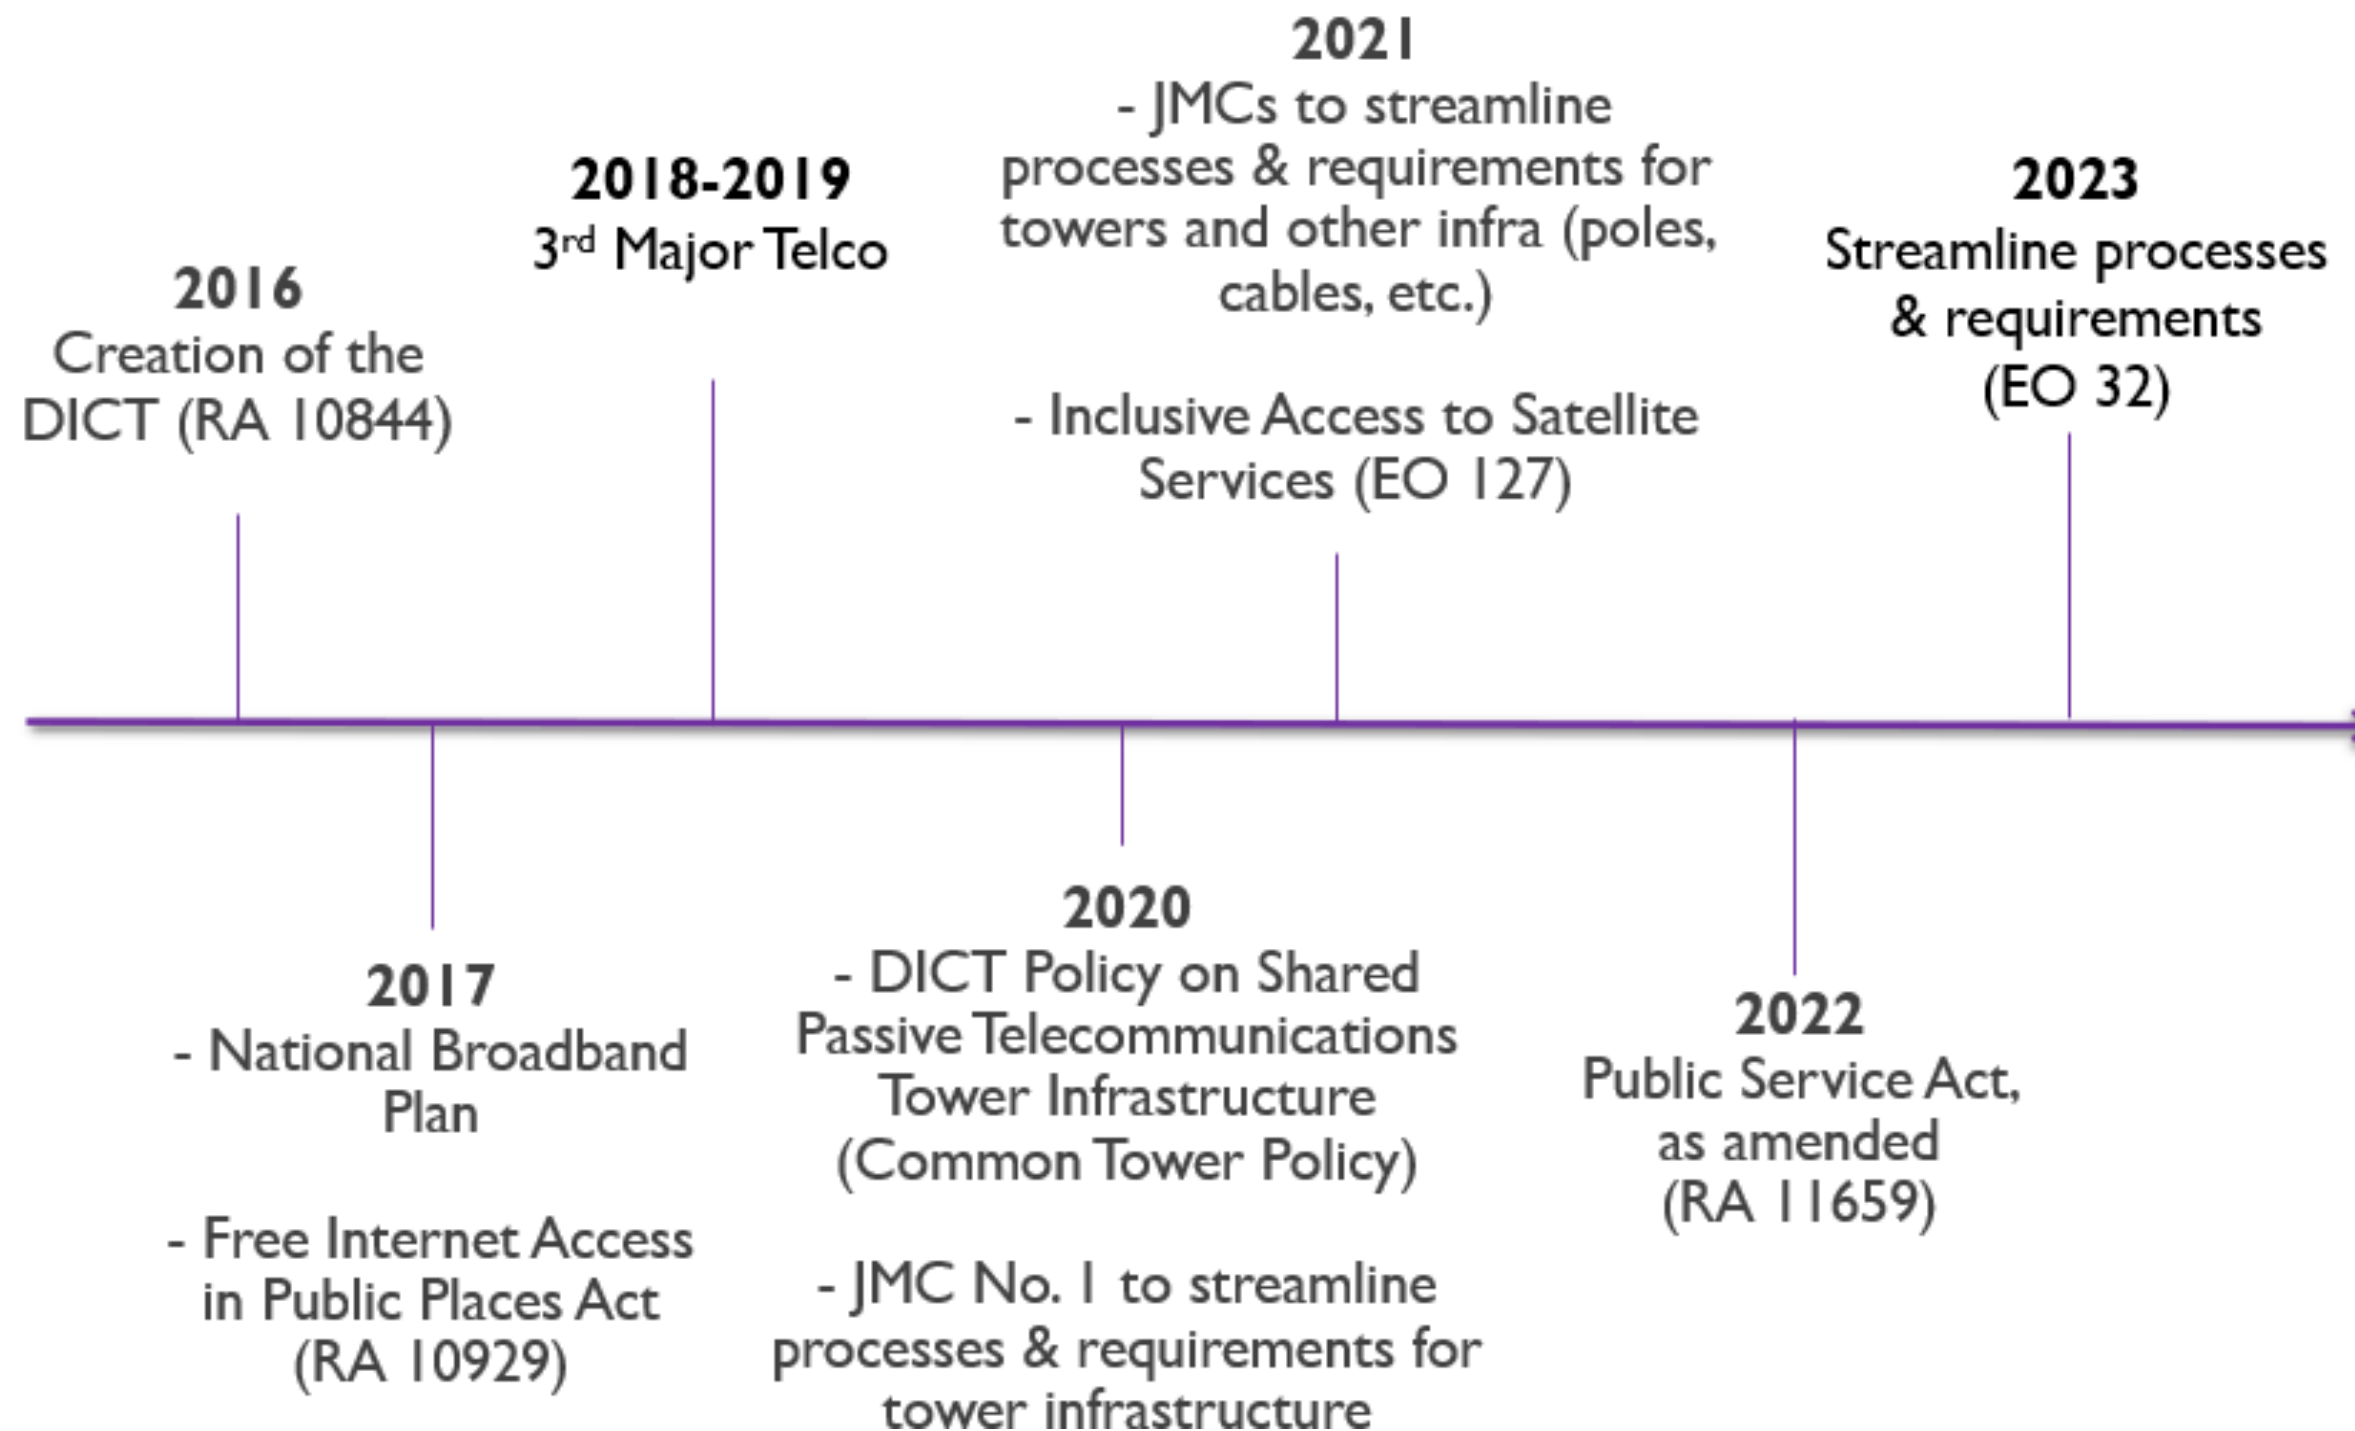 2016
Creation of the
DICT (RA 10844)
2017
- National Broadband
Plan
- Free Internet Access
in Public Places Act
(RA 10929)
2018-2019
3rd Major Telco
2020
- DICT Policy on Shared
Passive Telecommunications
Tower Infrastructure
(Common Tower Policy)
- JMC No. 1 to streamline
processes & requirements for
tower infrastructure
2021
- JMCs to streamline
processes & requirements for
towers and other infra (poles,
cables, etc.)
- Inclusive Access to Satellite
Services (EO 127)
2022
Public Service Act,
as amended
(RA 11659)
2023
Streamline processes
& requirements
(EO 32)